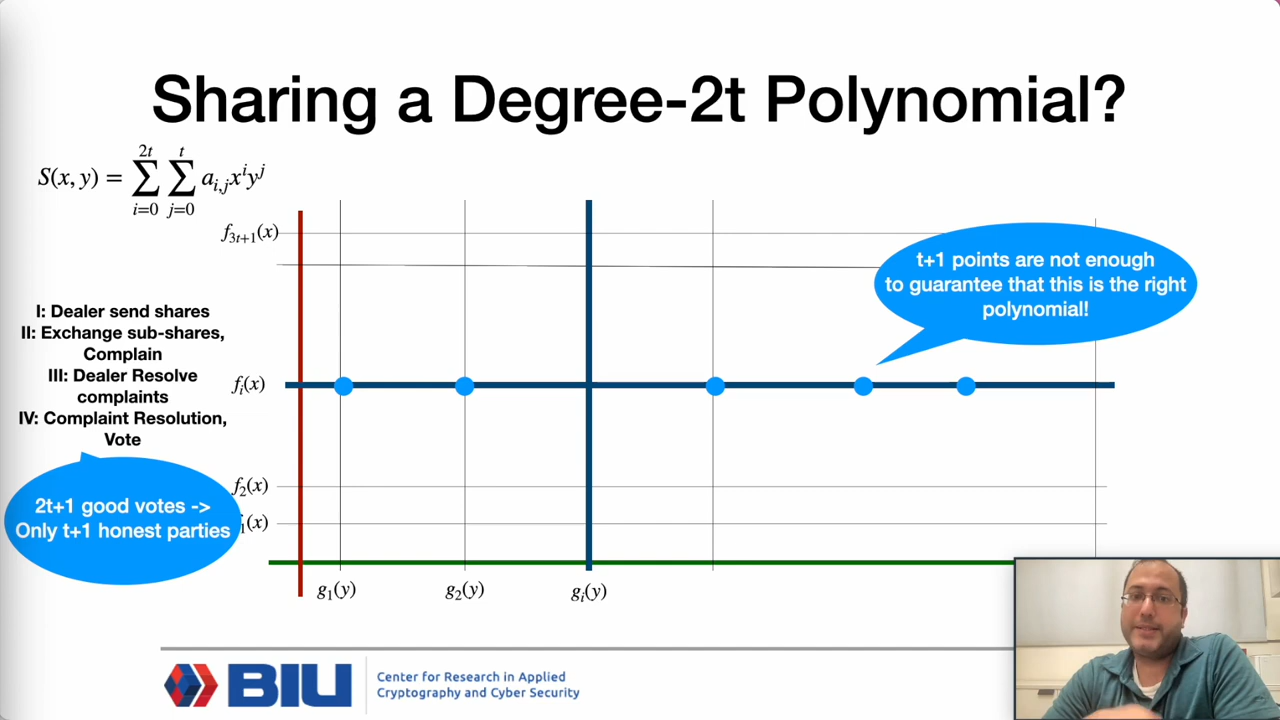 Sharing a Degree-2t Polynomial?
S(x, y) = ∑_{i=0}^{2t} ∑_{j=0}^{t} a_{i,j}x^i y^j
f_{3t+1}(x)
t+1 points are not enough
to guarantee that this is the right
polynomial!
I: Dealer send shares
II: Exchange sub-shares,
Complain
III: Dealer Resolve
complaints
IV: Complaint Resolution,
Vote
f_i(x)
2t+1 good votes ->
Only t+1 honest parties
f_2(x)
f_1(x)
g_1(y)
g_2(y)
g_i(y)
BIU
Center for Research in Applied
Cryptography and Cyber Security